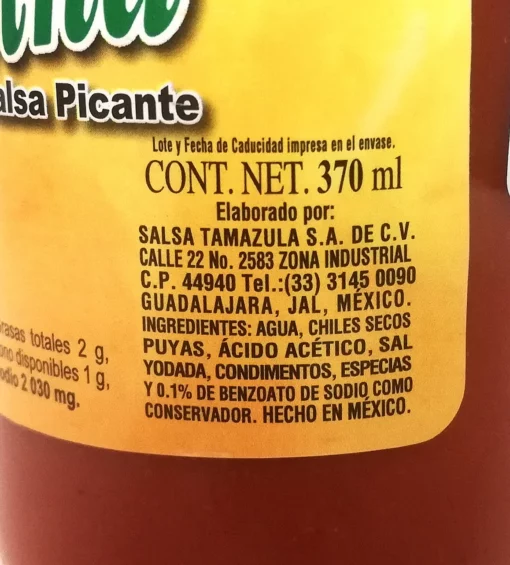 Salsa Picante
Lote y Fecha de Caducidad impresa en el envase.
CONT. NET. 370 ml
Elaborado por:
SALSA TAMAZULA S.A. DE C.V.
CALLE 22 No. 2583 ZONA INDUSTRIAL
C.P. 44940 Tel.:(33) 3145 0090
GUADALAJARA, JAL, MÉXICO.
INGREDIENTES: AGUA, CHILES SECOS
PUYAS, ÁCIDO ACÉTICO, SAL
YODADA, CONDIMENTOS, ESPECIAS
Y 0.1% DE BENZOATO DE SODIO COMO
CONSERVADOR. HECHO EN MÉXICO.
totales 2 g,
disponibles 1 g,
2 030 mg.